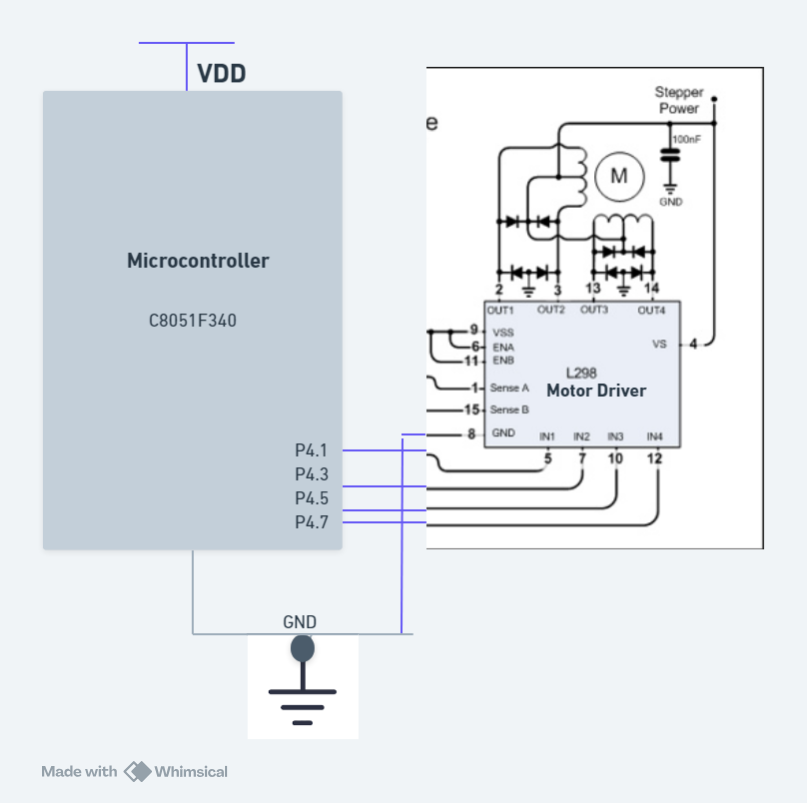 VDD
Microcontroller
C8051F340
P4.1
P4.3
P4.5
P4.7
GND
e
Stepper
Power
100nF
M
GND
2
3
13
14
OUT1
OUT2
OUT3
OUT4
9
VSS
6
ENA
11
ENB
VS
4
L298
Motor Driver
1
Sense A
15
Sense B
8
GND
IN1
IN2
IN3
IN4
5
7
10
12
Made with Whimsical